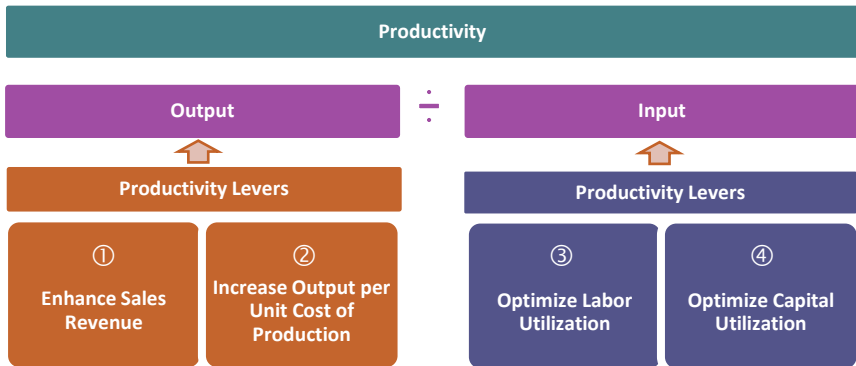 Productivity
Output
÷
Input
Productivity Levers
Productivity Levers
①
Enhance Sales
Revenue
②
Increase Output per
Unit Cost of
Production
③
Optimize Labor
Utilization
④
Optimize Capital
Utilization